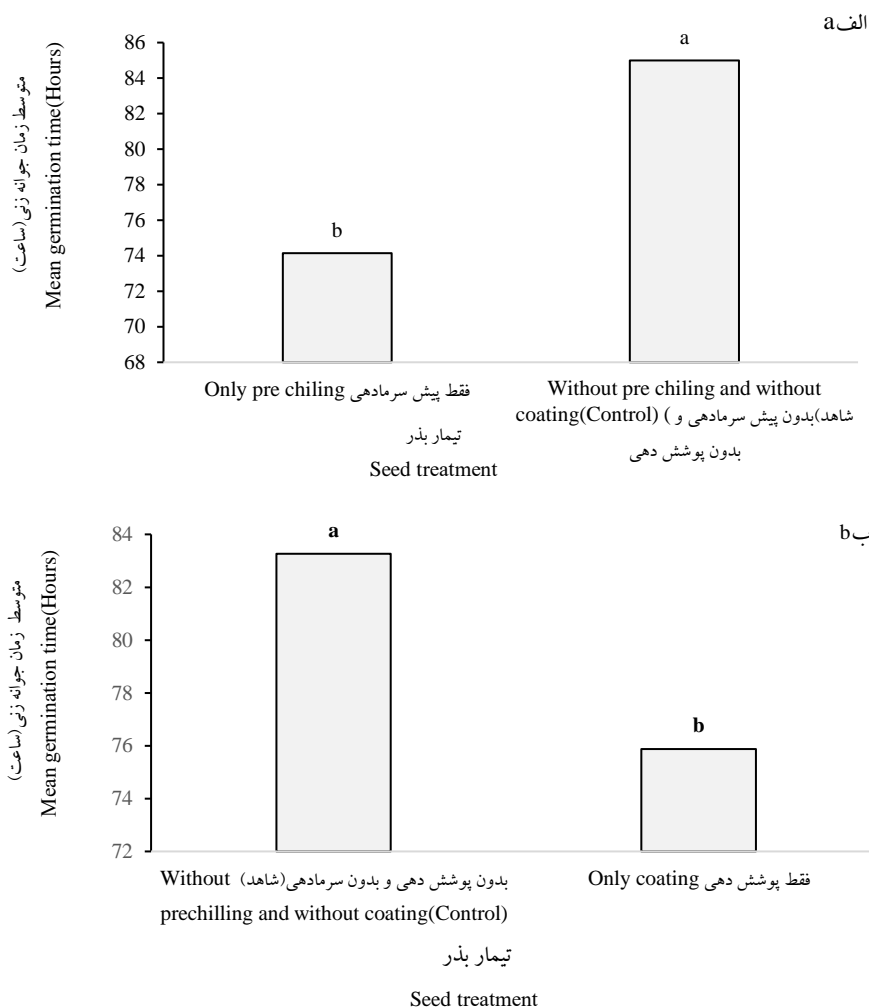 الف a
متوسط زمان جوانه زنی(ساعت)
Mean germination time(Hours)
86
84
82
80
78
76
74
72
70
68
b
a
Only pre chiling فقط پیش سرمادهی
Without pre chiling and without
coating(Control) ( شاهد)بدون پیش سرمادهی و
بدون پوشش دهی
تیمار بذر
Seed treatment
ب b
متوسط زمان جوانه زنی(ساعت)
Mean germination time(Hours)
84
82
80
78
76
74
72
a
b
Without بدون پوشش دهی و بدون سرمادهی(شاهد)
prechilling and without coating(Control)
Only coating فقط پوشش دهی
تیمار بذر
Seed treatment